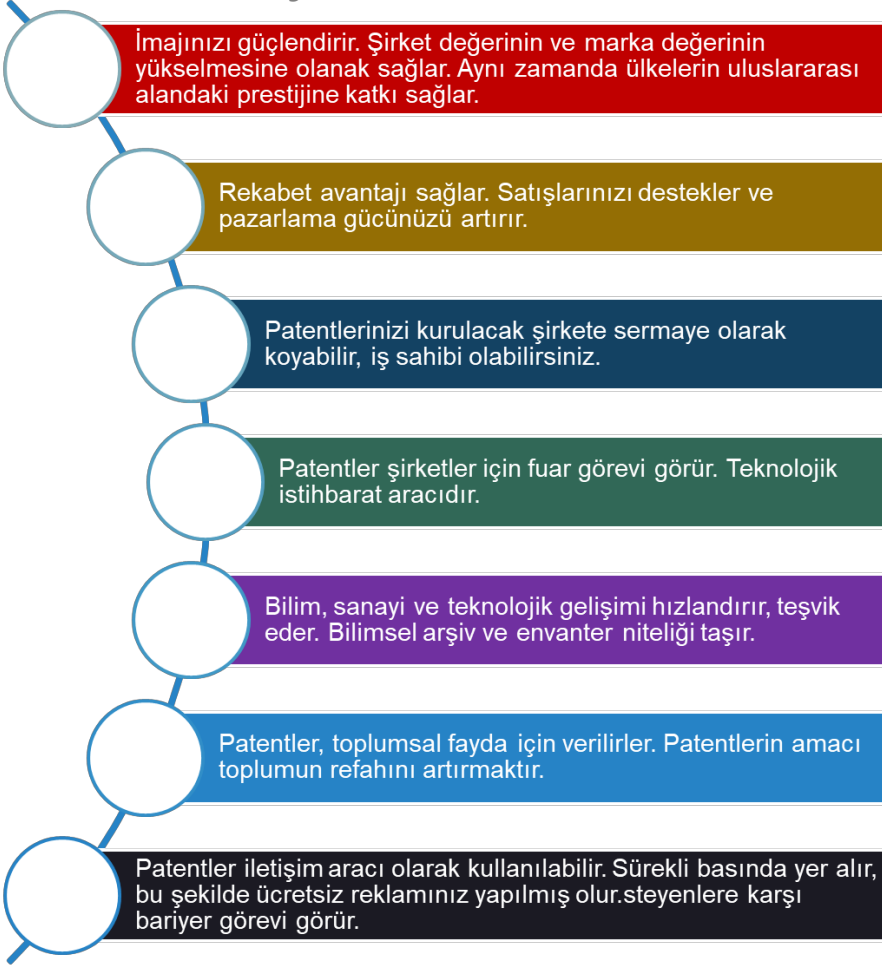 İmajınızı güçlendirir. Şirket değerinin ve marka değerinin
yükselmesine olanak sağlar. Aynı zamanda ülkelerin uluslararası
alandaki prestijine katkı sağlar.
Rekabet avantajı sağlar. Satışlarınızı destekler ve
pazarlama gücünüzü artırır.
Patentlerinizi kurulacak şirkete sermaye olarak
koyabilir, iş sahibi olabilirsiniz.
Patentler şirketler için fuar görevi görür. Teknolojik
istihbarat aracıdır.
Bilim, sanayi ve teknolojik gelişimi hızlandırır, teşvik
eder. Bilimsel arşiv ve envanter niteliği taşır.
Patentler, toplumsal fayda için verilirler. Patentlerin amacı
toplumun refahını artırmaktır.
Patentler iletişim aracı olarak kullanılabilir. Sürekli basında yer alır,
bu şekilde ücretsiz reklamınız yapılmış olur.steyenlere karşı
bariyer görevi görür.